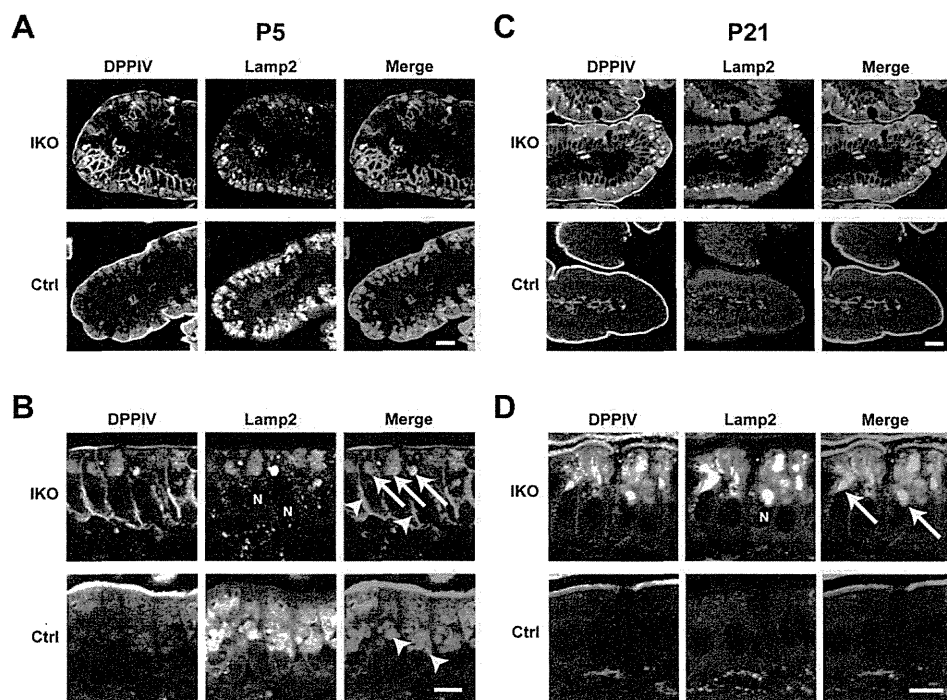 A
P5
DPPIV Lamp2 Merge
IKO
Ctrl
B
DPPIV Lamp2 Merge
IKO
N
N
Ctrl
C
P21
DPPIV Lamp2 Merge
IKO
Ctrl
D
DPPIV Lamp2 Merge
IKO
N
Ctrl